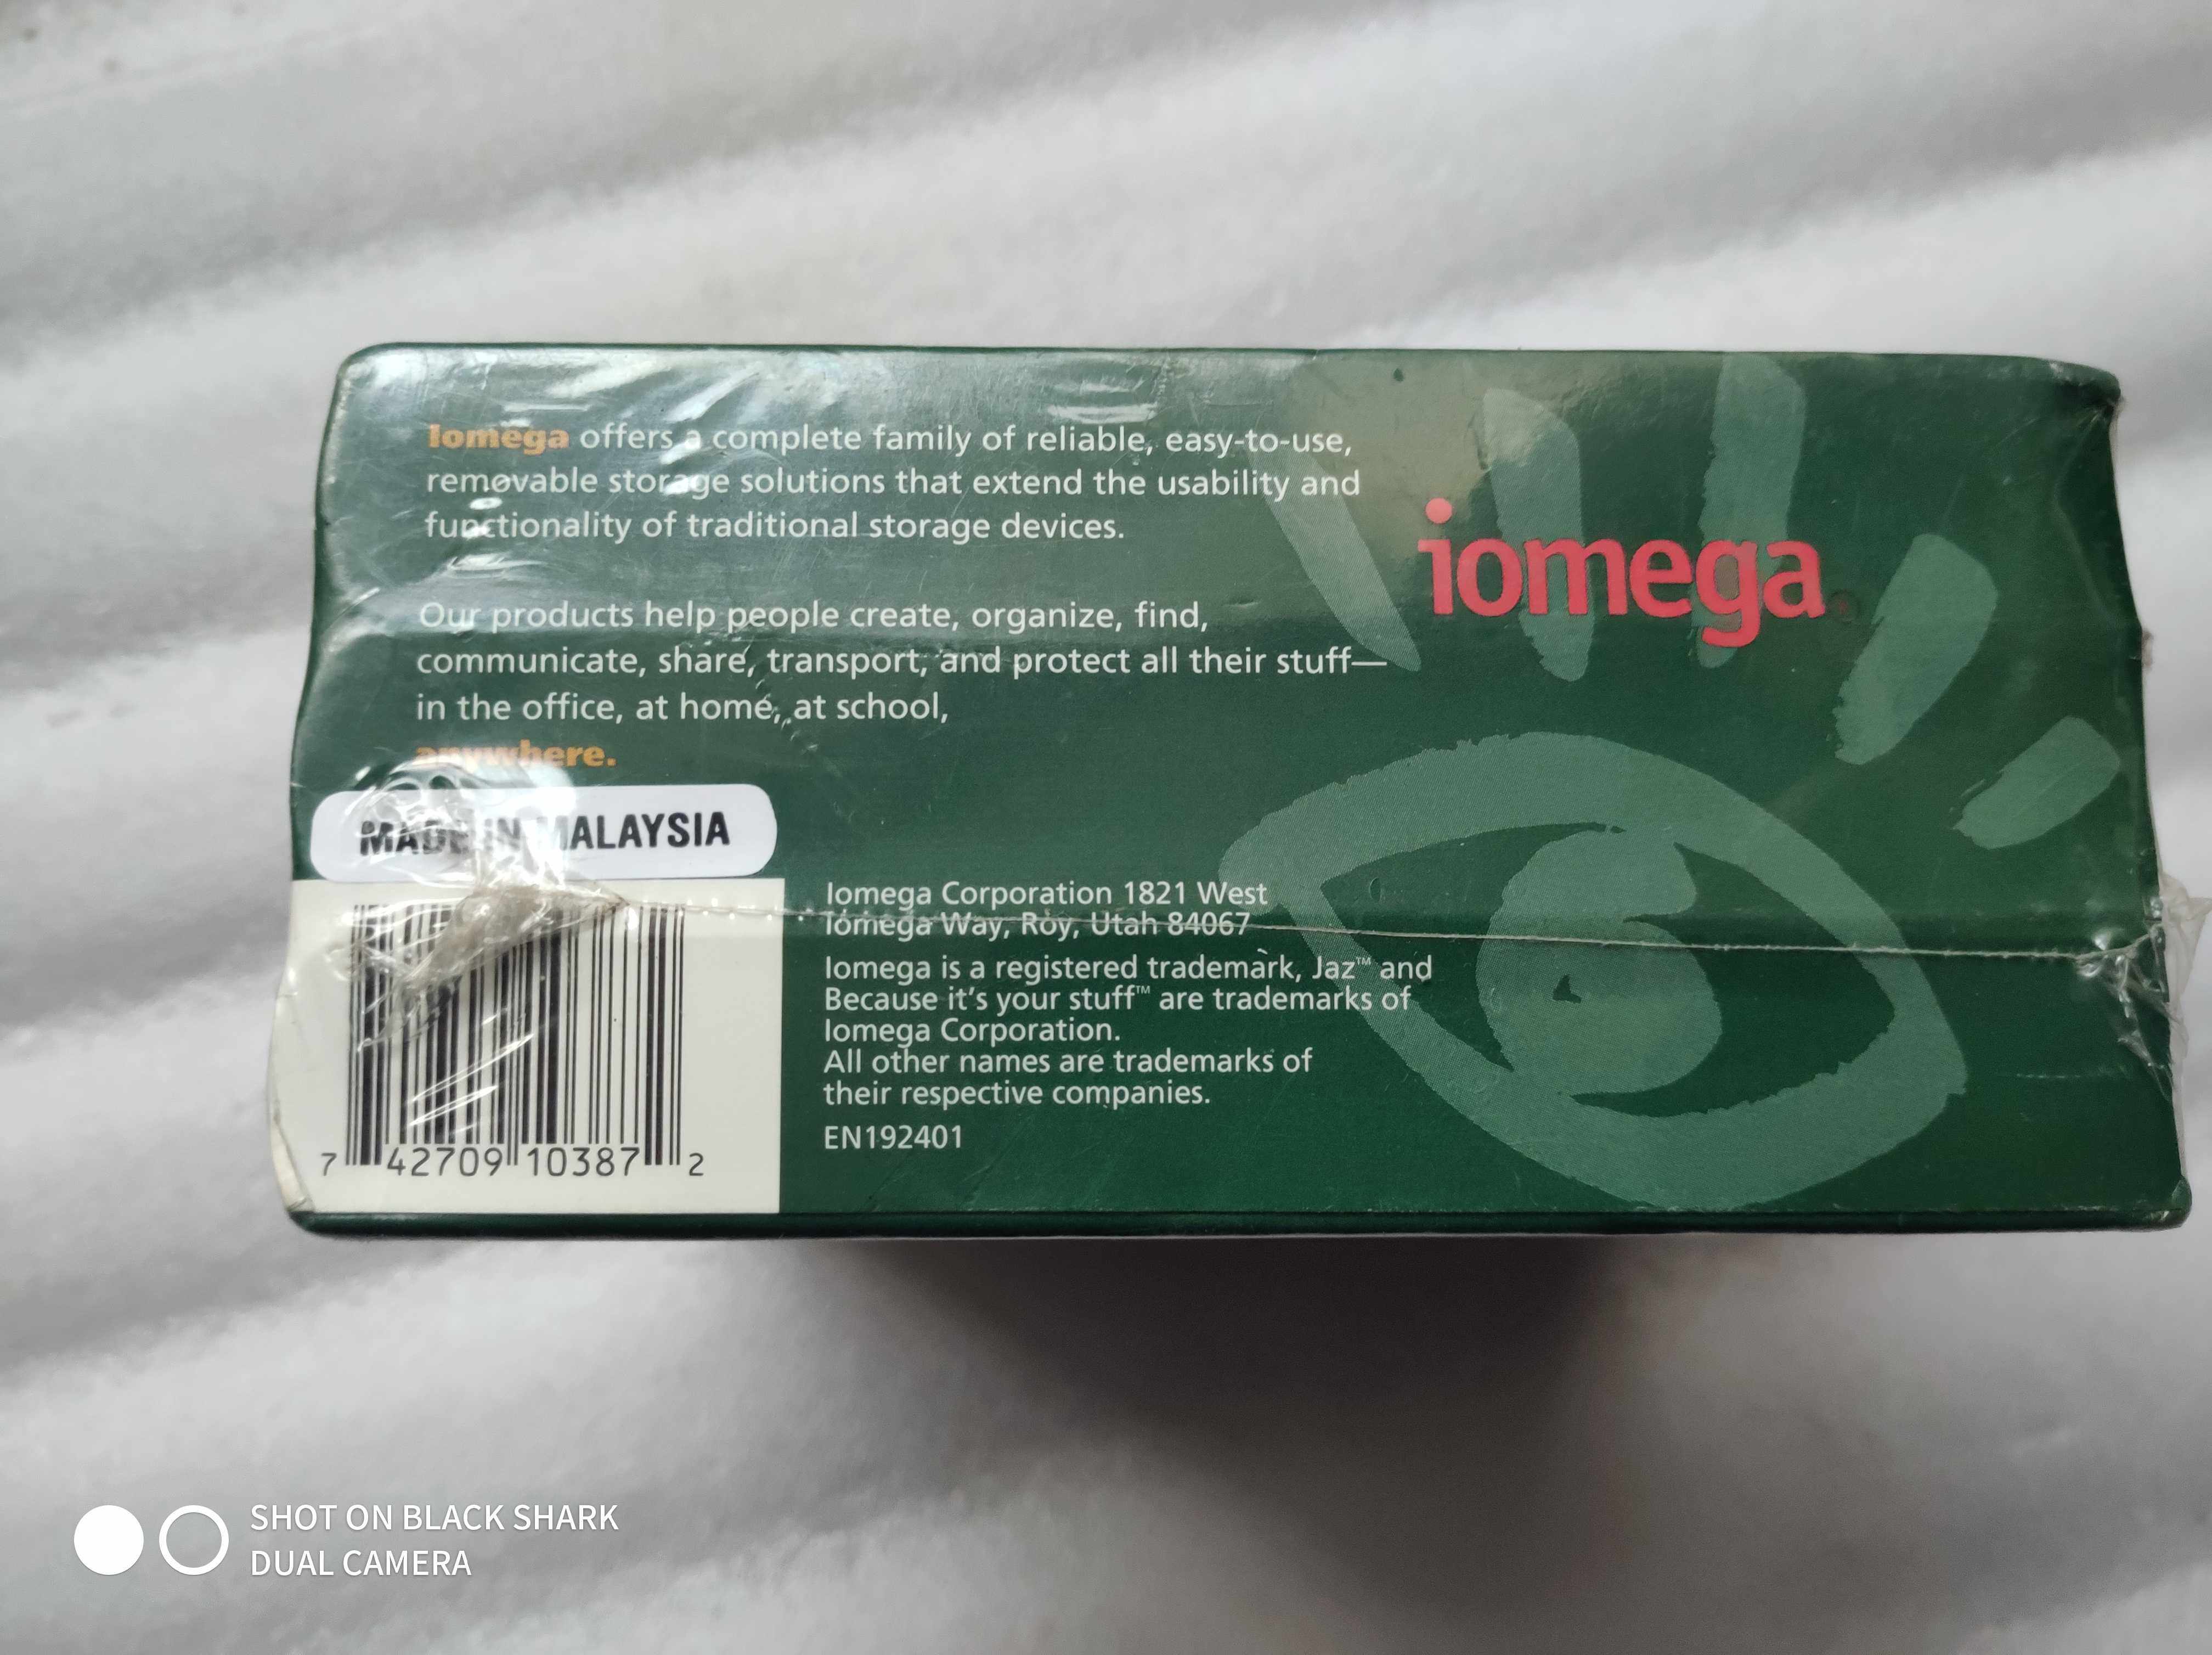 Iomega offers a complete family of reliable, easy-to-use,
removable storage solutions that extend the usability and
functionality of traditional storage devices.
Our products help people create, organize, find,
communicate, share, transport, and protect all their stuff—
in the office, at home, at school,
anywhere.
iomega
MADE IN MALAYSIA
Iomega Corporation 1821 West
Iomega Way, Roy, Utah 84067
Iomega is a registered trademark, Jaz™ and
Because it's your stuff™ are trademarks of
Iomega Corporation.
All other names are trademarks of
their respective companies.
EN192401
7 42709 10387 2
SHOT ON BLACK SHARK
DUAL CAMERA